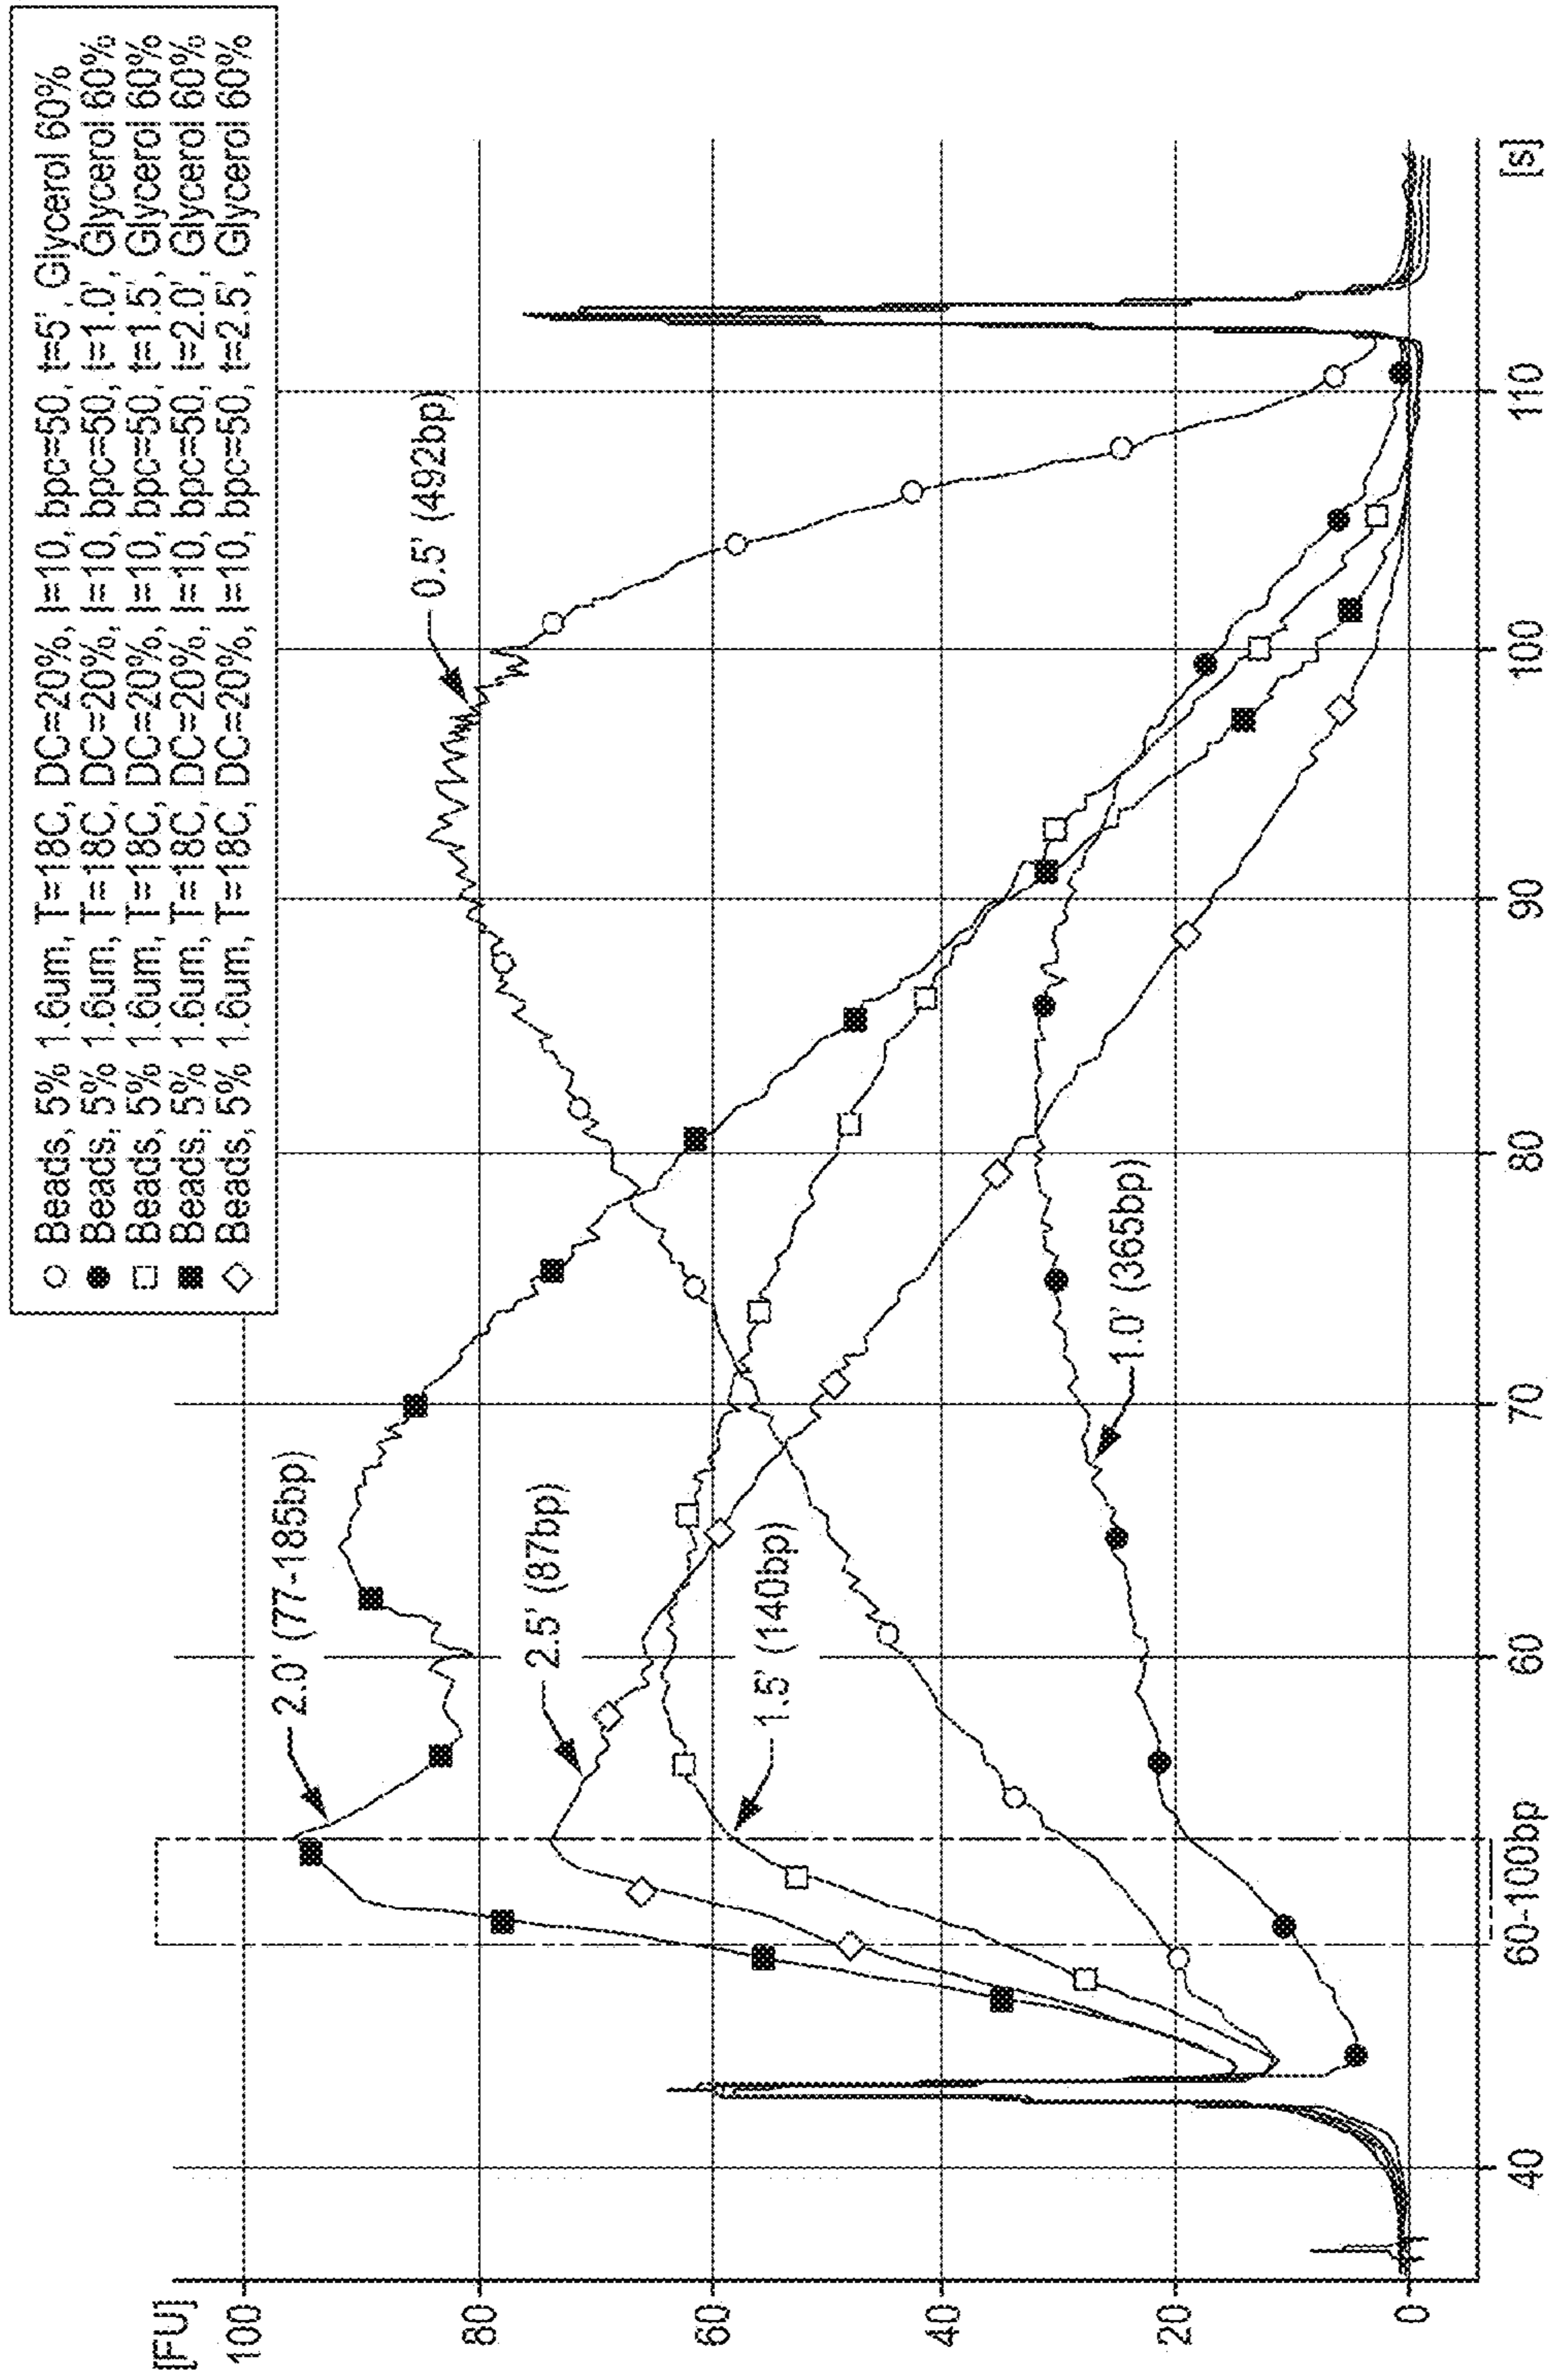 ○ Beads, 5% 1.6um, T=18C, DC=20%, I=10, bpc=50, t=5', Glycerol 60%
● Beads, 5% 1.6um, T=18C, DC=20%, I=10, bpc=50, t=1.0', Glycerol 60%
□ Beads, 5% 1.6um, T=18C, DC=20%, I=10, bpc=50, t=1.5', Glycerol 60%
■ Beads, 5% 1.6um, T=18C, DC=20%, I=10, bpc=50, t=2.0', Glycerol 60%
◇ Beads, 5% 1.6um, T=18C, DC=20%, I=10, bpc=50, t=2.5', Glycerol 60%
[FU]
100
80
60
40
20
0
2.0' (77-185bp)
0.5' (492bp)
2.5' (87bp)
1.5' (140bp)
1.0' (365bp)
40
60-100bp
60
70
80
90
100
110
[s]